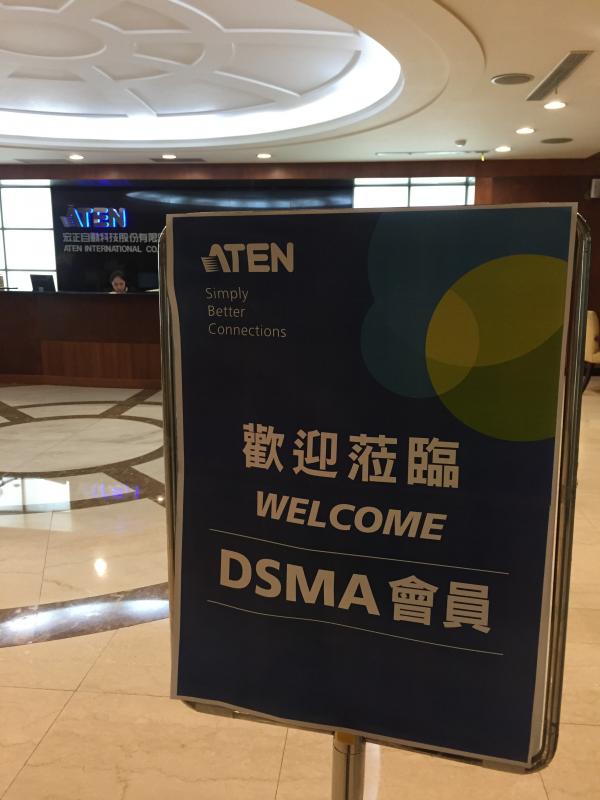 ATEN
宏正自動科技股份有限
ATEN INTERNATIONAL CO.
ATEN
Simply
Better
Connections
歡迎蒞臨
WELCOME
DSMA 會員